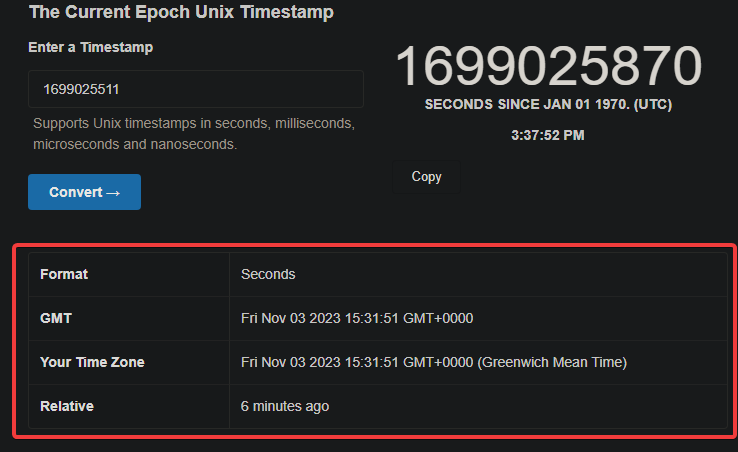 The Current Epoch Unix Timestamp
Enter a Timestamp
1699025511
Supports Unix timestamps in seconds, milliseconds,
microseconds and nanoseconds.
Convert →
1699025870
SECONDS SINCE JAN 01 1970. (UTC)
3:37:52 PM
Copy
Format Seconds
GMT Fri Nov 03 2023 15:31:51 GMT+0000
Your Time Zone Fri Nov 03 2023 15:31:51 GMT+0000 (Greenwich Mean Time)
Relative 6 minutes ago